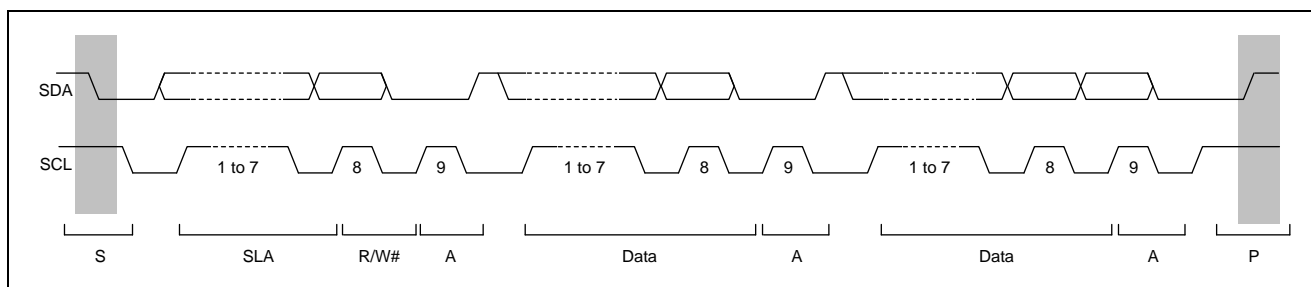 SDA
SCL
1 to 7 8 9 1 to 7 8 9 1 to 7 8 9
S SLA R/W# A Data A Data A P